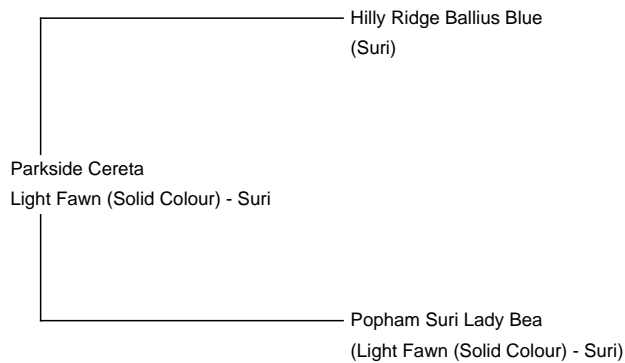 Hilly Ridge Ballius Blue
(Suri)
Parkside Cereta
Light Fawn (Solid Colour) - Suri
Popham Suri Lady Bea
(Light Fawn (Solid Colour) - Suri)